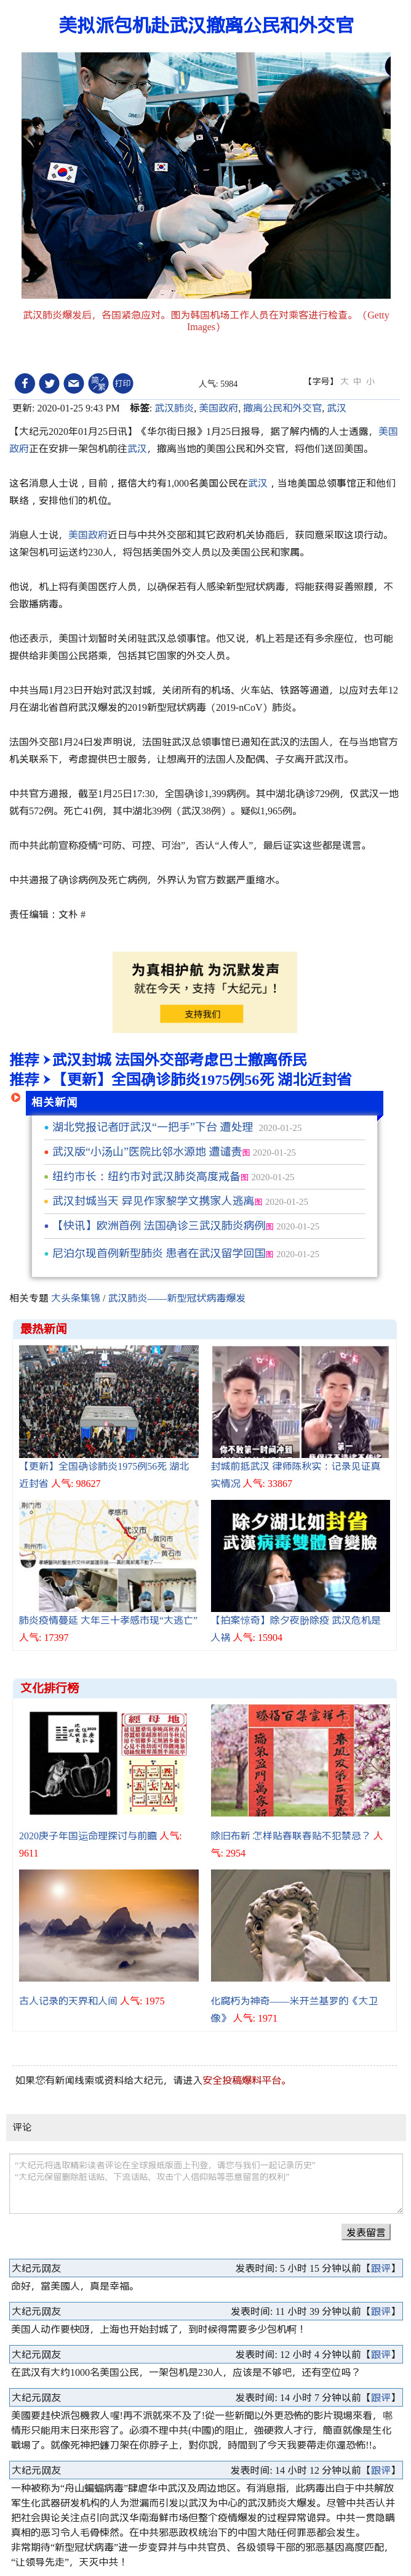 美拟派包机赴武汉撤离公民和外交官
武汉肺炎爆发后，各国紧急应对。图为韩国机场工作人员在对乘客进行检查。（Getty
Images）
简 繁 打印
人气: 5984
【字号】 大 中 小
更新: 2020-01-25 9:43 PM 标签: 武汉肺炎, 美国政府, 撤离公民和外交官, 武汉
【大纪元2020年01月25日讯】《华尔街日报》1月25日报导，据了解内情的人士透露，美国
政府正在安排一架包机前往武汉，撤离当地的美国公民和外交官，将他们送回美国。
这名消息人士说，目前，据信大约有1,000名美国公民在武汉，当地美国总领事馆正和他们
联络，安排他们的机位。
消息人士说，美国政府近日与中共外交部和其它政府机关协商后，获同意采取这项行动。
这架包机可运送约230人，将包括美国外交人员以及美国公民和家属。
他说，机上将有美国医疗人员，以确保若有人感染新型冠状病毒，将能获得妥善照顾，不
会散播病毒。
他还表示，美国计划暂时关闭驻武汉总领事馆。他又说，机上若是还有多余座位，也可能
提供给非美国公民搭乘，包括其它国家的外交人员。
中共当局1月23日开始对武汉封城，关闭所有的机场、火车站、铁路等通道，以应对去年12
月在湖北省首府武汉爆发的2019新型冠状病毒（2019-nCoV）肺炎。
法国外交部1月24日发声明说，法国驻武汉总领事馆已通知在武汉的法国人，在与当地官方
机关联系下，考虑提供巴士服务，让想离开的法国人及配偶、子女离开武汉市。
中共官方通报，截至1月25日17:30，全国确诊1,399病例。其中湖北确诊729例，仅武汉一地
就有572例。死亡41例，其中湖北39例（武汉38例）。疑似1,965例。
而中共此前宣称疫情“可防、可控、可治”，否认“人传人”，最后证实这些都是谎言。
中共通报了确诊病例及死亡病例，外界认为官方数据严重缩水。
责任编辑：文朴 #
为真相护航 为沉默发声
就在今天，支持「大纪元」！
支持我们
推荐 武汉封城 法国外交部考虑巴士撤离侨民
推荐 【更新】全国确诊肺炎1975例56死 湖北近封省
相关新闻
湖北党报记者吁武汉“一把手”下台 遭处理 2020-01-25
武汉版“小汤山”医院比邻水源地 遭谴责图 2020-01-25
纽约市长：纽约市对武汉肺炎高度戒备图 2020-01-25
武汉封城当天 异见作家黎学文携家人逃离图 2020-01-25
【快讯】欧洲首例 法国确诊三武汉肺炎病例图 2020-01-25
尼泊尔现首例新型肺炎 患者在武汉留学回国图 2020-01-25
相关专题 大头条集锦 / 武汉肺炎——新型冠状病毒爆发
最热新闻
你不敢第一时间冲到
第一
【更新】全国确诊肺炎1975例56死 湖北
近封省 人气: 98627
封城前抵武汉 律师陈秋实：记录见证真
实情况 人气: 33867
荆门市
孝感市
武汉市
黄冈市
荆州市
黄石市
除夕湖北如封省
武漢病毒雙體會變臉
肺炎疫情蔓延 大年三十孝感市现“大逃亡”
人气: 17397
【拍案惊奇】除夕夜肦除疫 武汉危机是
人祸 人气: 15904
文化排行榜
經母地
2020庚子年国运命理探讨与前瞻 人气:
9611
除旧布新 怎样贴春联春贴不犯禁忌？ 人
气: 2954
古人记录的天界和人间 人气: 1975
化腐朽为神奇——米开兰基罗的《大卫
像》 人气: 1971
如果您有新闻线索或资料给大纪元，请进入安全投稿爆料平台。
评论
“大纪元将选取精彩读者评论在全球报纸版面上刊登，请您与我们一起记录历史”
“大纪元保留删除脏话贴、下流话贴、攻击个人信仰贴等恶意留言的权利”
发表留言
大纪元网友 发表时间: 5 小时 15 分钟以前【跟评】
命好，當美國人，真是幸福。
大纪元网友 发表时间: 11 小时 39 分钟以前【跟评】
美国人动作要快呀，上海也开始封城了，到时候得需要多少包机啊！
大纪元网友 发表时间: 12 小时 4 分钟以前【跟评】
在武汉有大约1000名美国公民，一架包机是230人，应该是不够吧，还有空位吗？
大纪元网友 发表时间: 14 小时 7 分钟以前【跟评】
美國要赶快派包機救人喔!再不派就來不及了!從一些新聞以外更恐怖的影片現場來看，哪
情形只能用末日來形容了。必須不理中共(中國)的阻止，強硬救人才行，簡直就像是生化
戰場了。就像死神把鐮刀架在你脖子上，對你說，時間到了今天我要帶走你還恐怖!!。
大纪元网友 发表时间: 14 小时 12 分钟以前【跟评】
一种被称为“舟山蝙蝠病毒”肆虐华中武汉及周边地区。有消息指，此病毒出自于中共解放
军生化武器研发机构的人为泄漏而引发以武汉为中心的武汉肺炎大爆发。尽管中共否认并
把社会舆论关注点引向武汉华南海鲜市场但整个疫情爆发的过程异常诡异。中共一贯隐瞒
真相的恶习令人毛骨悚然。在中共邪恶政权统治下的中国大陆任何罪恶都会发生。
非常期待“新型冠状病毒”进一步变异并与中共官员、各级领导干部的邪恶基因高度匹配，
“让领导先走”，天灭中共！